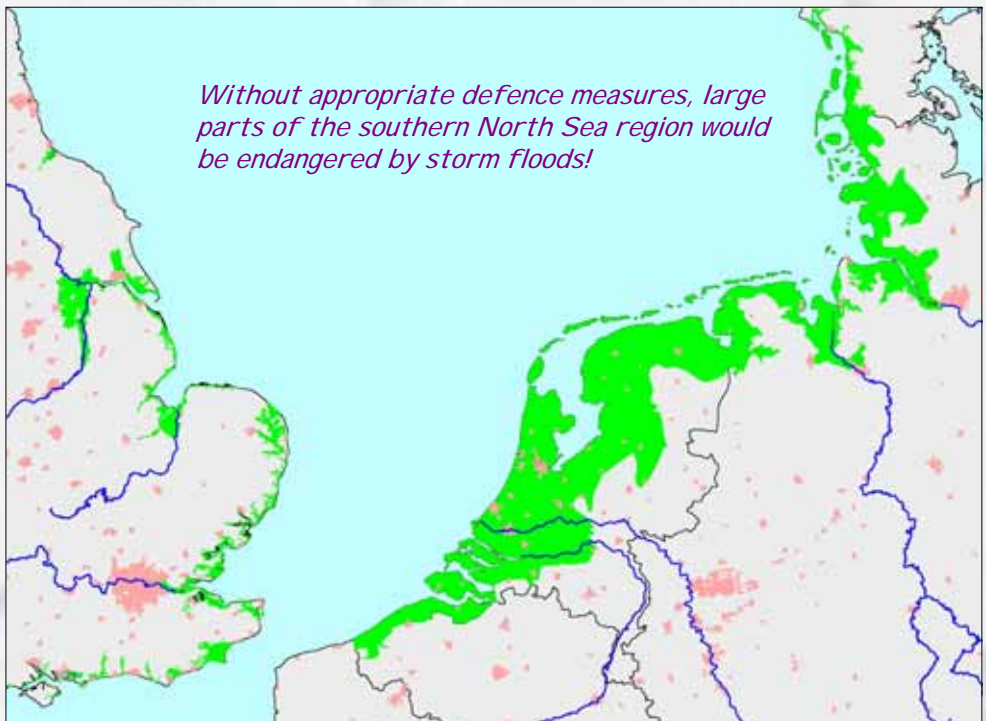 Without appropriate defence measures, large
parts of the southern North Sea region would
be endangered by storm floods!